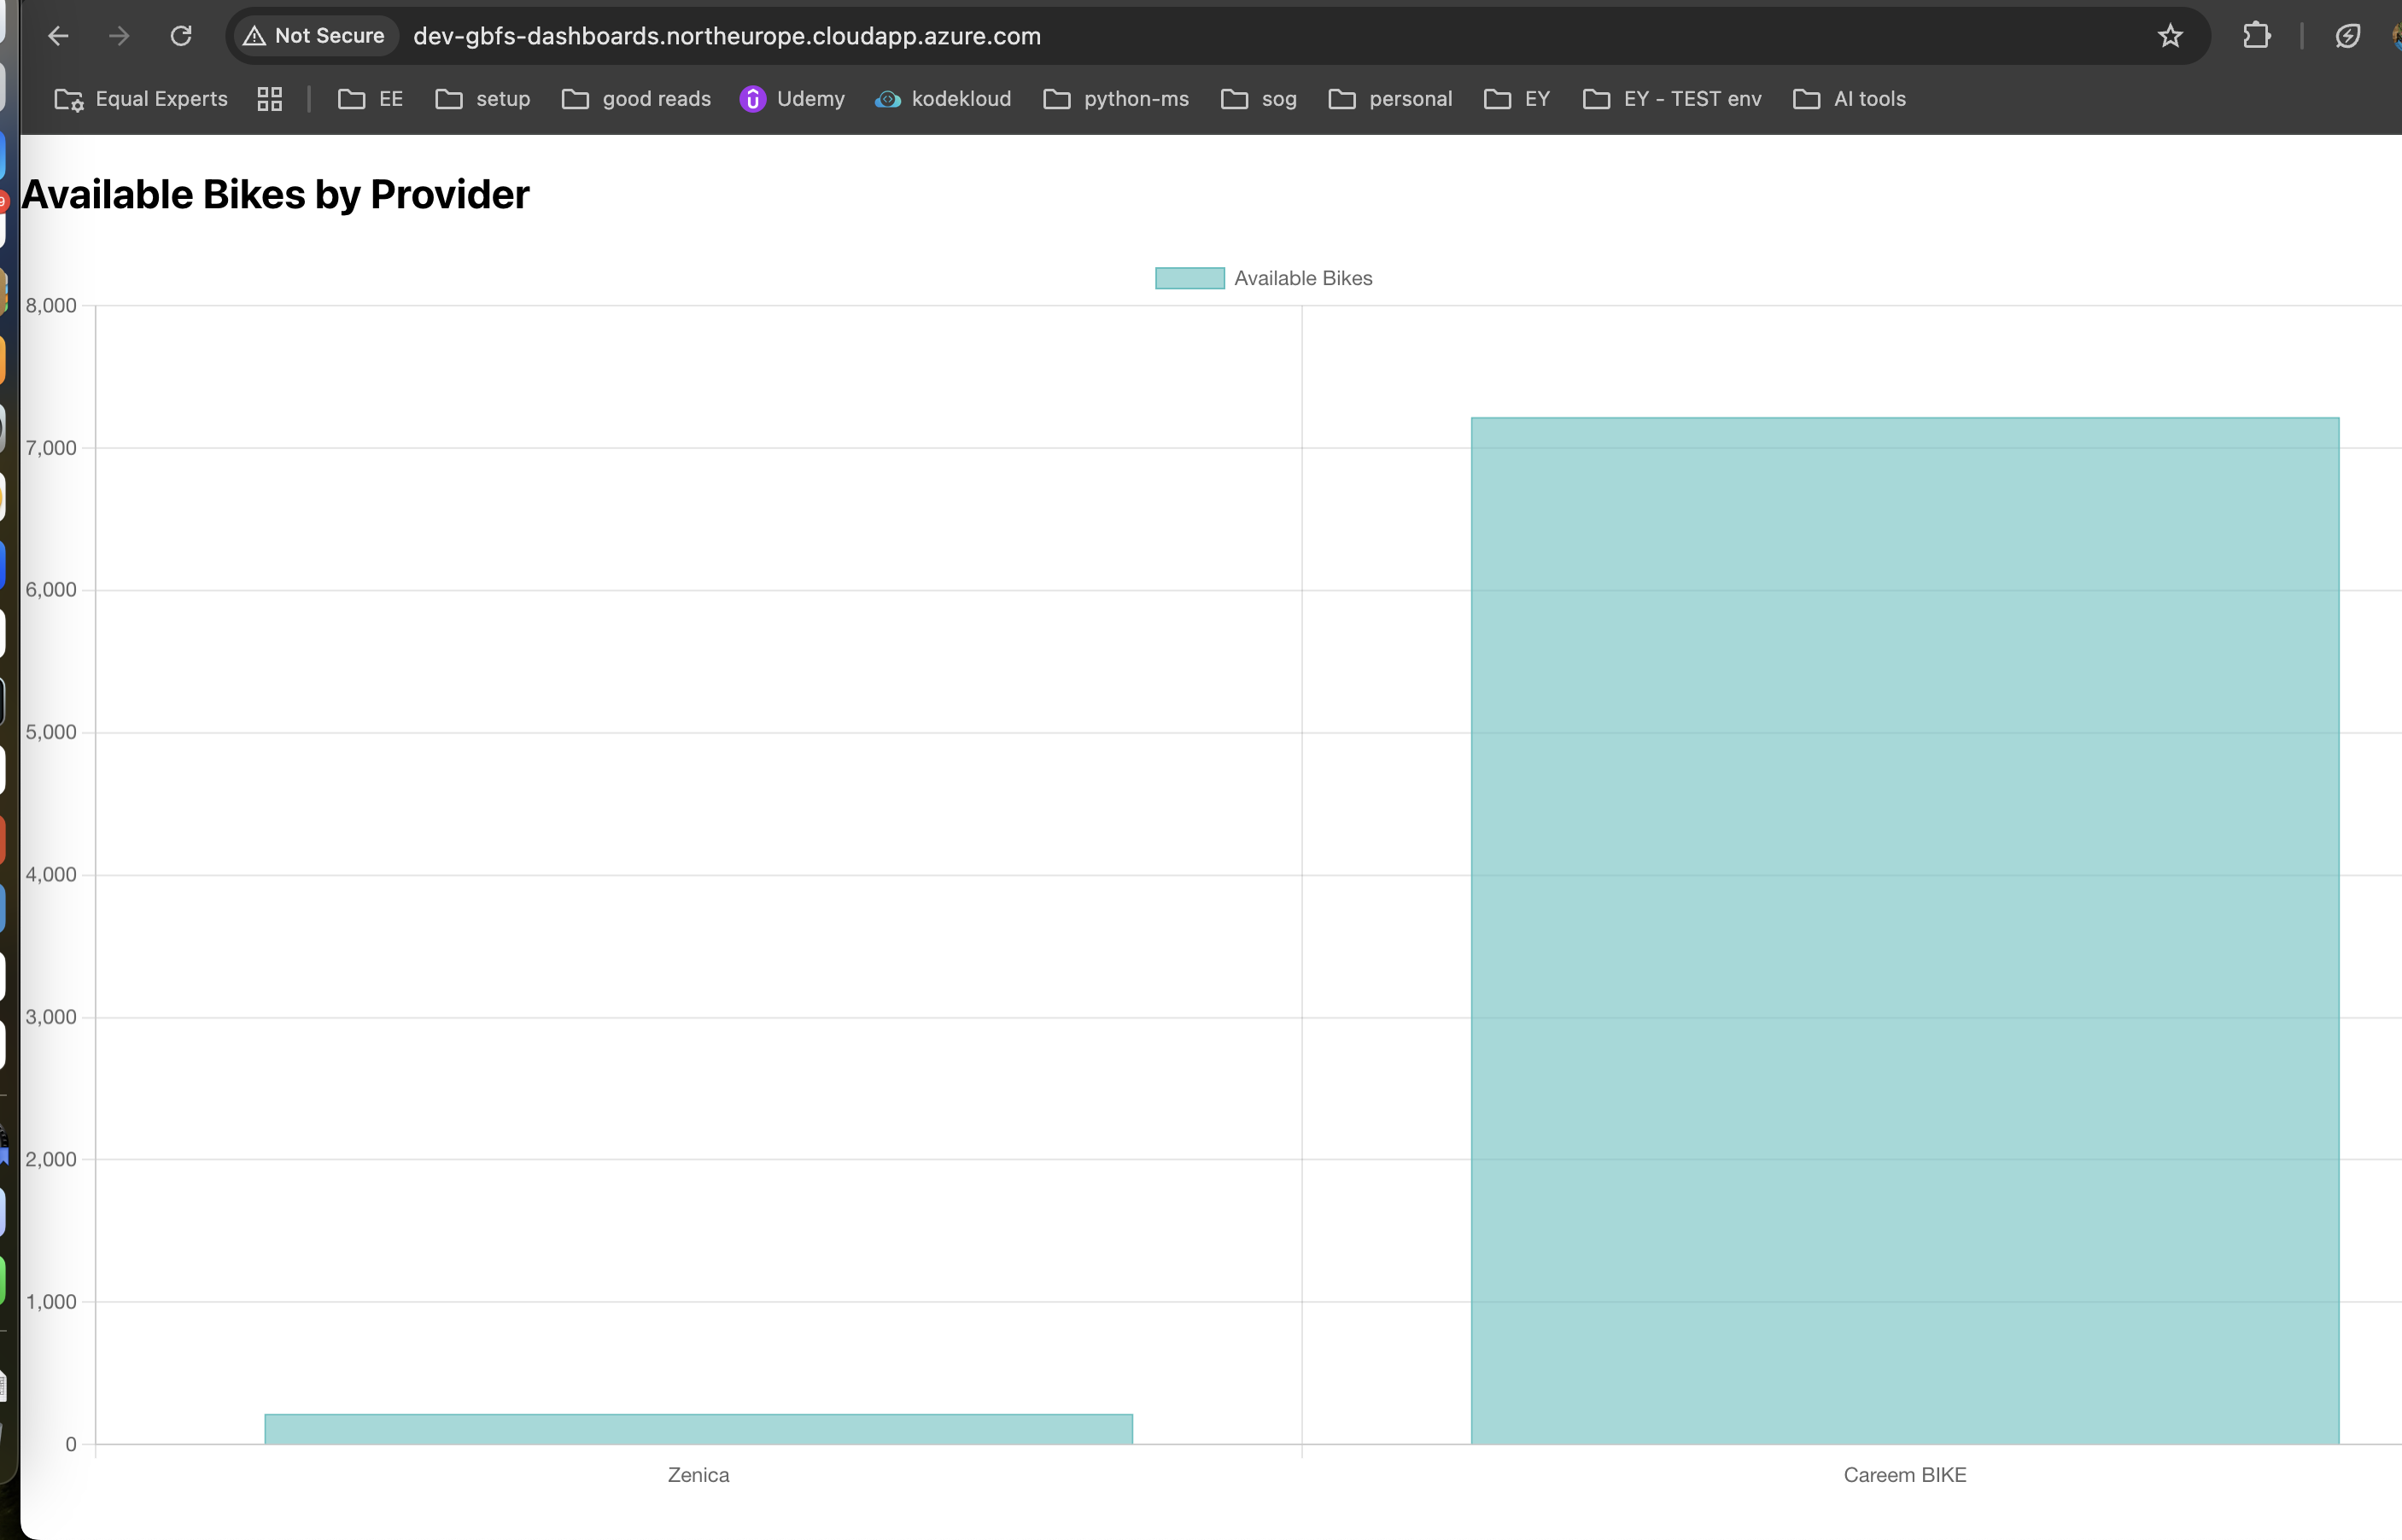 Not Secure dev-gbfs-dashboards.northeurope.cloudapp.azure.com
Equal Experts EE setup good reads Udemy kodekloud python-ms sog personal EY EY - TEST env AI tools
Available Bikes by Provider
Available Bikes
8,000
7,000
6,000
5,000
4,000
3,000
2,000
1,000
0
Zenica Careem BIKE